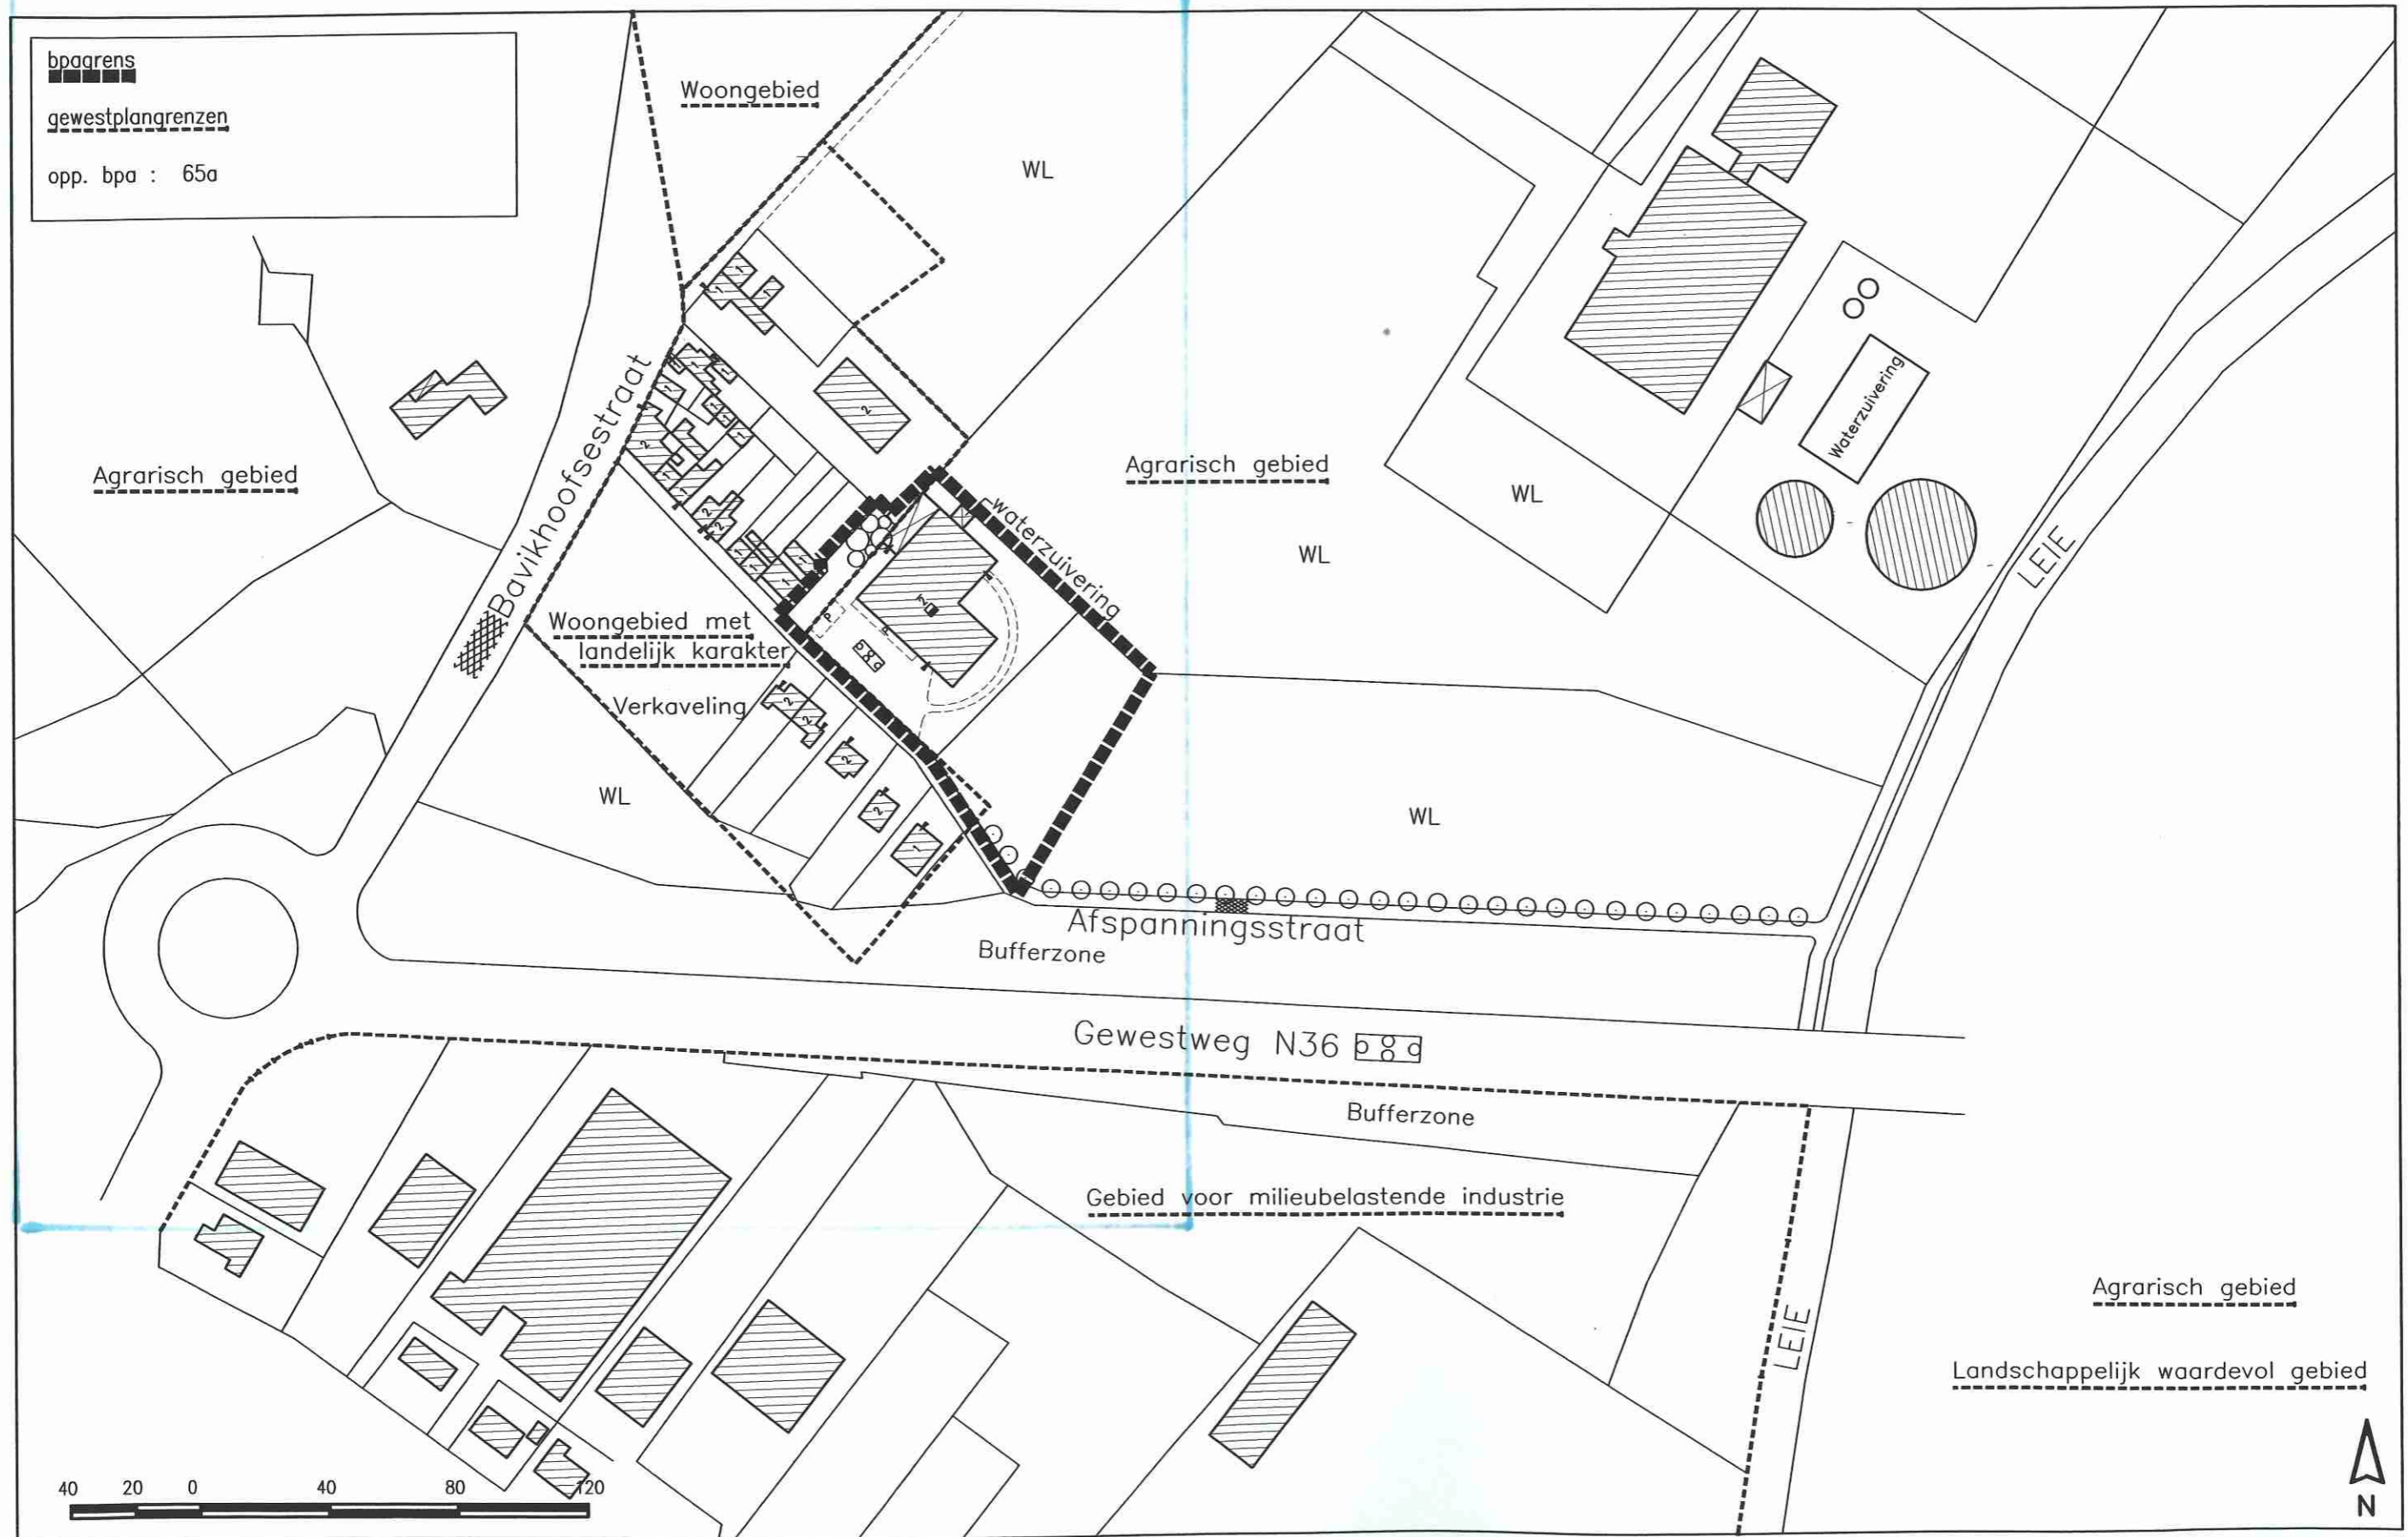 bpagrens
gewestplangrenzen
opp. bpa : 65a
Woongebied
WL
Waterzuivering
Bavikhoofsestraat
Agrarisch gebied
Agrarisch gebied
WL
waterzuivering
WL
LEIE
Woongebied met
landelijk karakter
P
P
Verkaveling
WL
WL
Afspanningsstraat
Bufferzone
Gewestweg N36
Bufferzone
Gebied voor milieubelastende industrie
LEIE
Agrarisch gebied
Landschappelijk waardevol gebied
40 20 0 40 80 120
N